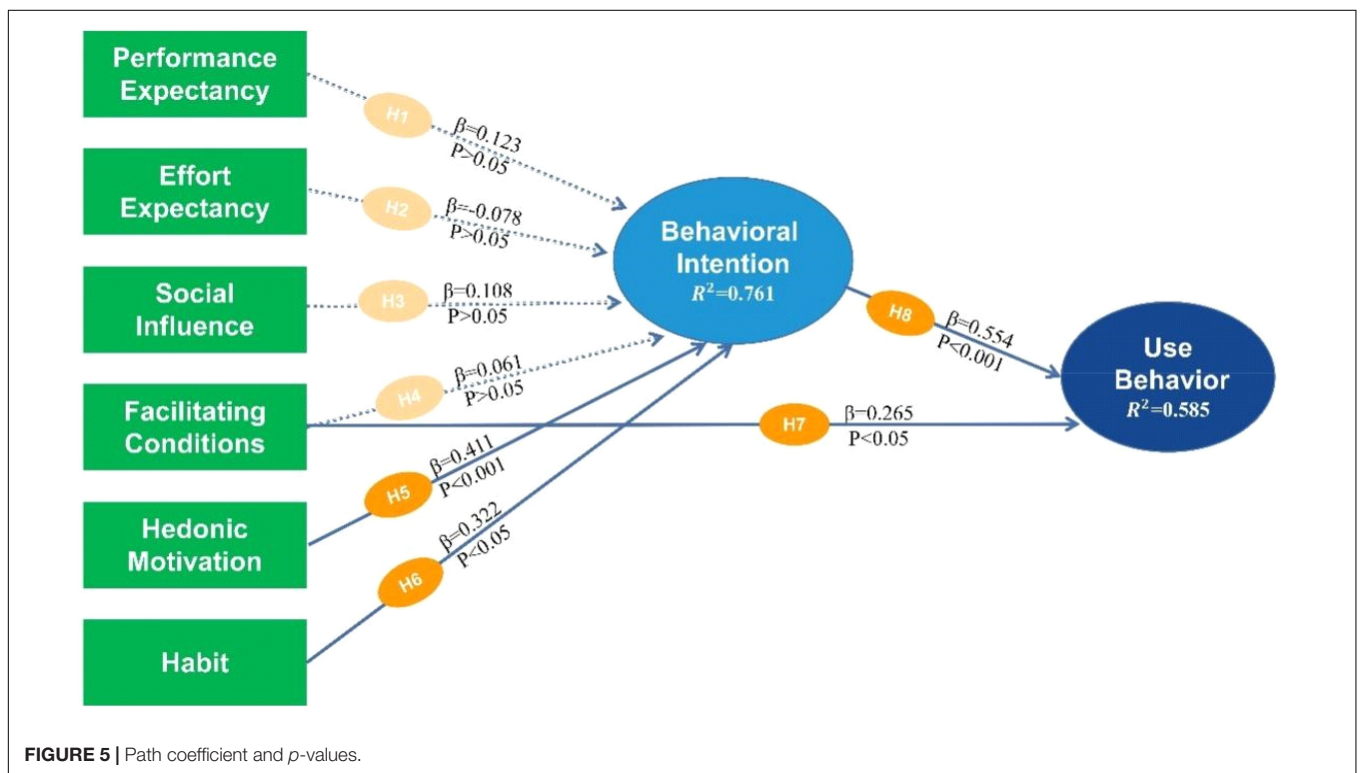 Performance
Expectancy
H1
β=0.123
P>0.05
Effort
Expectancy
H2
β=-0.078
P>0.05
Behavioral
Intention
R²=0.761
Social
Influence
H3
β=0.108
P>0.05
H8
β=0.554
P<0.001
Use
Behavior
R²=0.585
Facilitating
Conditions
H4
β=0.061
P>0.05
H7
β=0.265
P<0.05
Hedonic
Motivation
H5
β=0.411
P<0.001
Habit
H6
β=0.322
P<0.05
FIGURE 5 | Path coefficient and p-values.